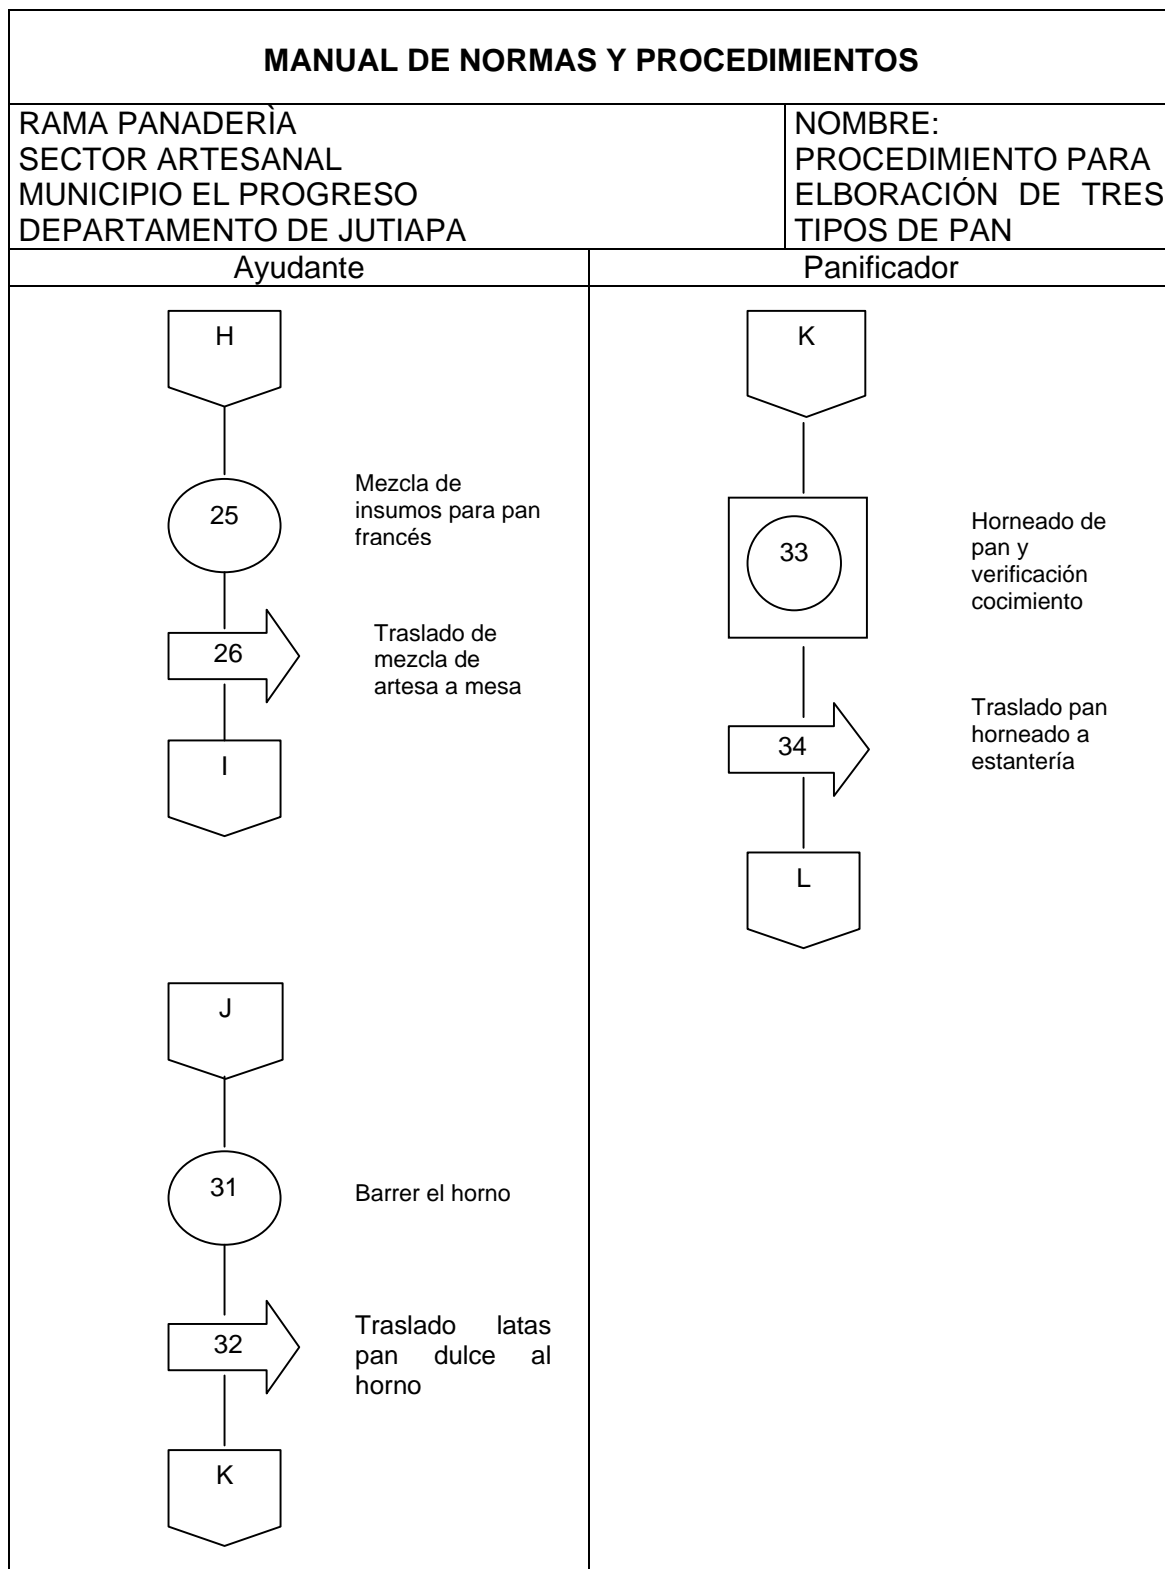 MANUAL DE NORMAS Y PROCEDIMIENTOS
RAMA PANADERÌA
SECTOR ARTESANAL
MUNICIPIO EL PROGRESO
DEPARTAMENTO DE JUTIAPA
NOMBRE:
PROCEDIMIENTO PARA
ELBORACIÓN DE TRES
TIPOS DE PAN
Ayudante
Panificador
H
25
Mezcla de
insumos para pan
francés
26
Traslado de
mezcla de
artesa a mesa
I
J
31
Barrer el horno
32
Traslado latas
pan dulce al
horno
K
K
33
Horneado de
pan y
verificación
cocimiento
34
Traslado pan
horneado a
estantería
L